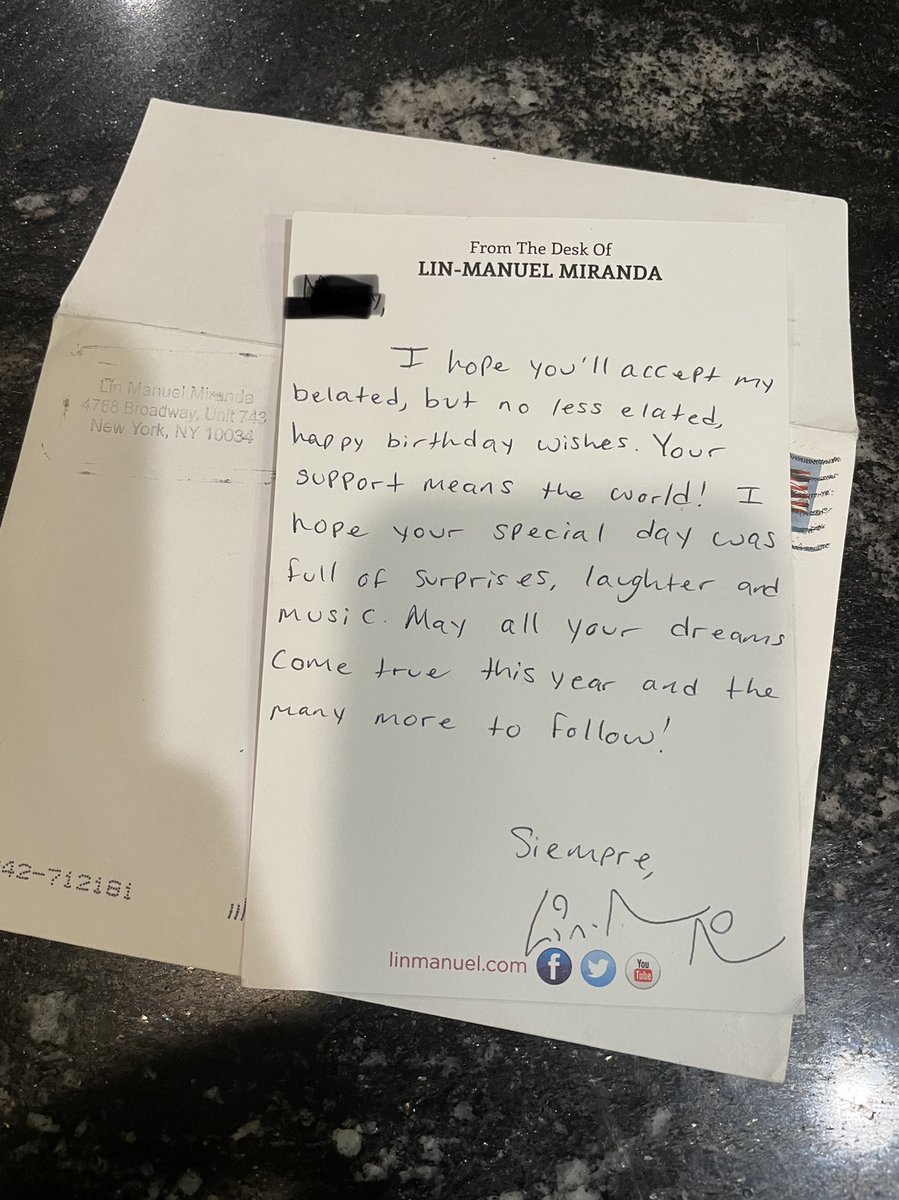 From The Desk Of
LIN-MANUEL MIRANDA
I hope you'll accept my
belated, but no less elated,
happy birthday wishes. Your
support means the world! I
hope your special day was
full of surprises, laughter and
music. May all your dreams
come true this year and the
many more to follow!
Siempre,
Lin-M
linmanuel.com
f
You
Tube
Lin Manuel Miranda
4768 Broadway, Unit 743
New York, NY 10034
42-712181